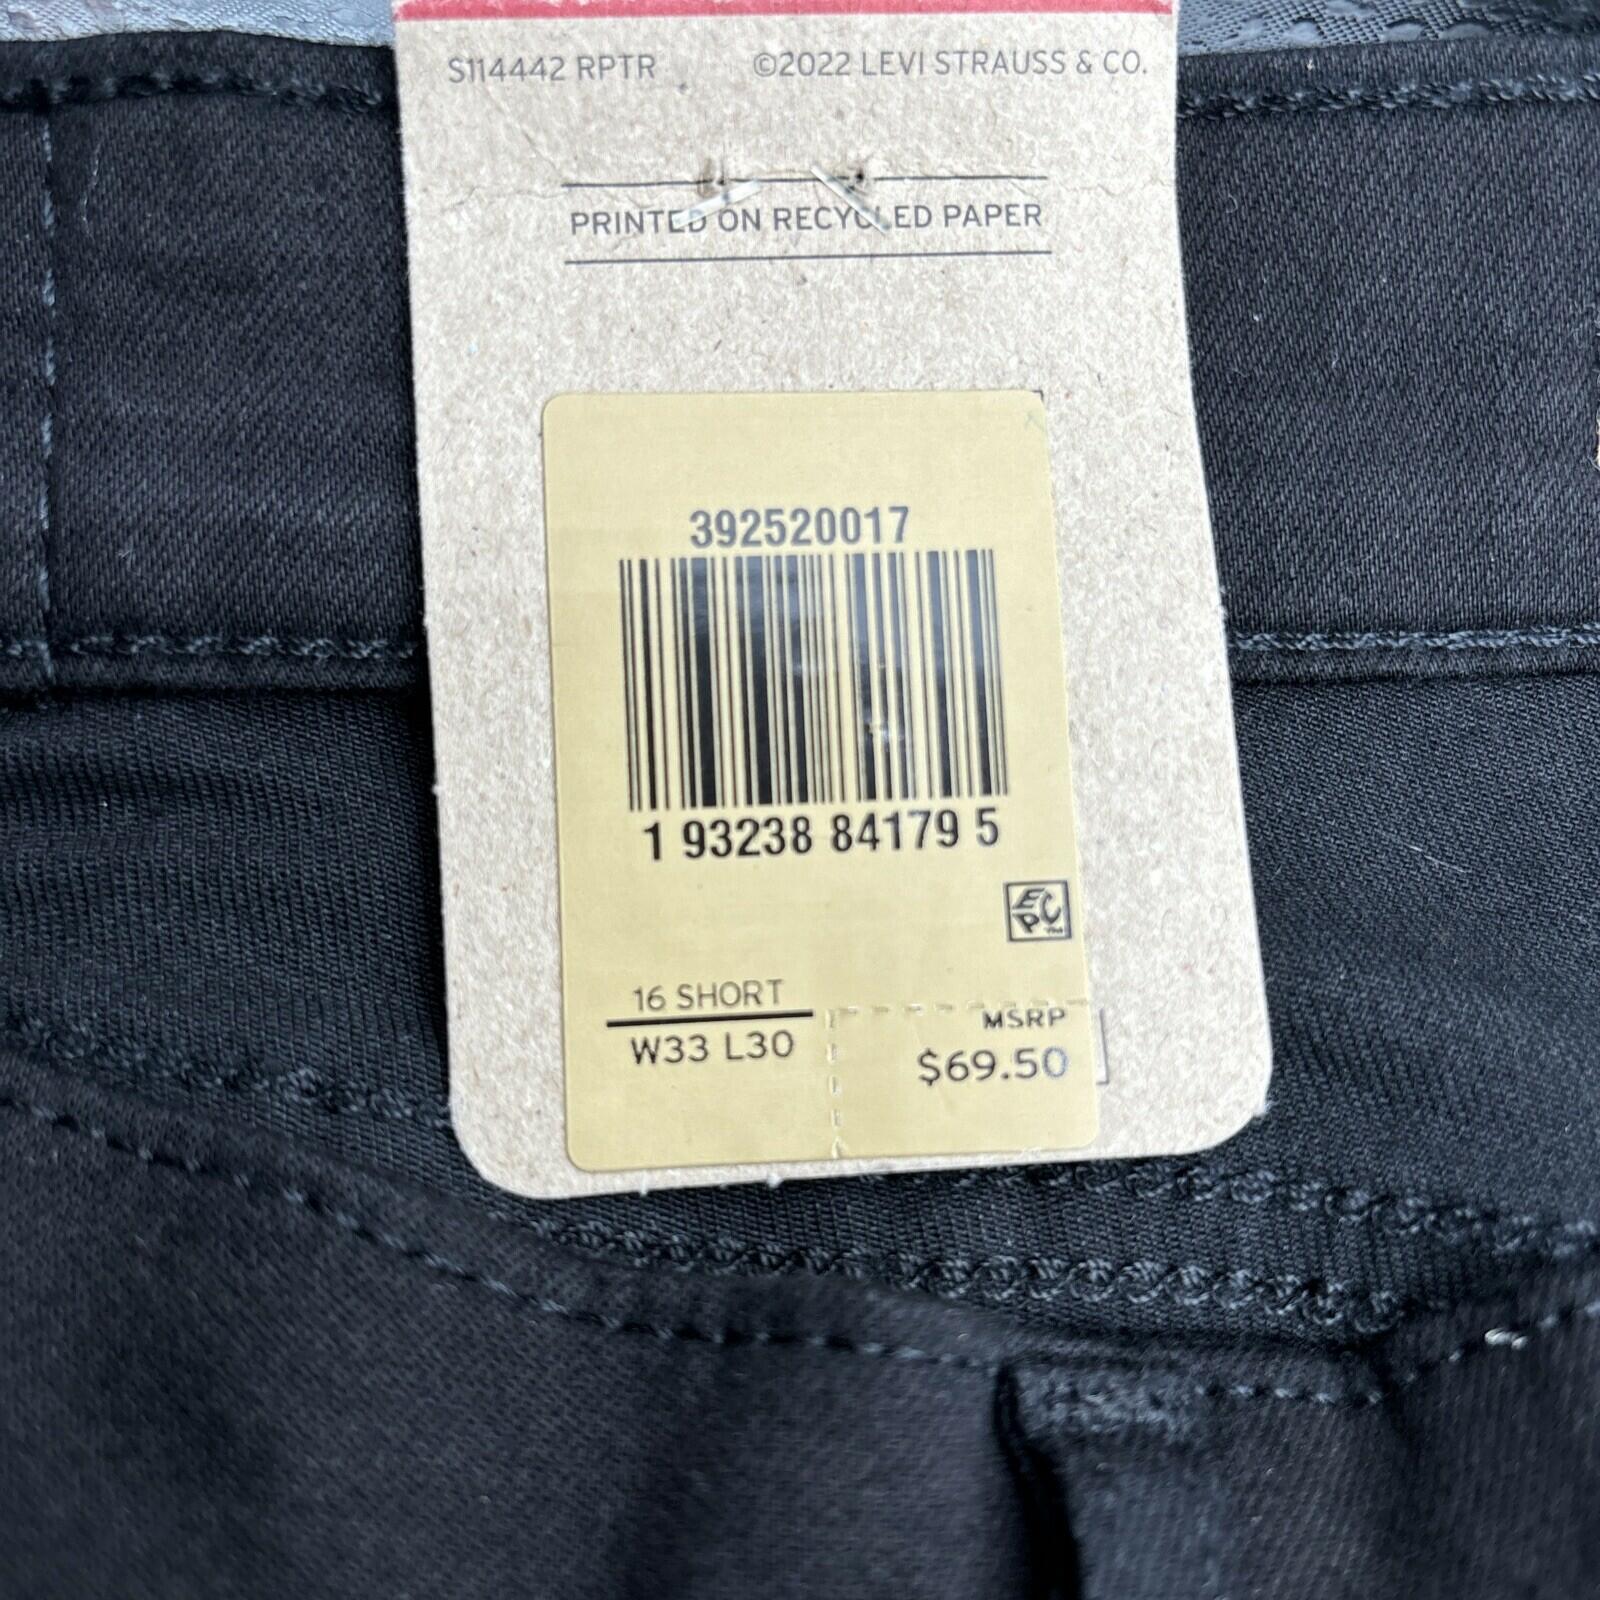 S114442 RPTR ©2022 LEVI STRAUSS & CO.
PRINTED ON RECYCLED PAPER
392520017
1 93238 84179 5
EPC™
16 SHORT
W33 L30
MSRP
$69.50